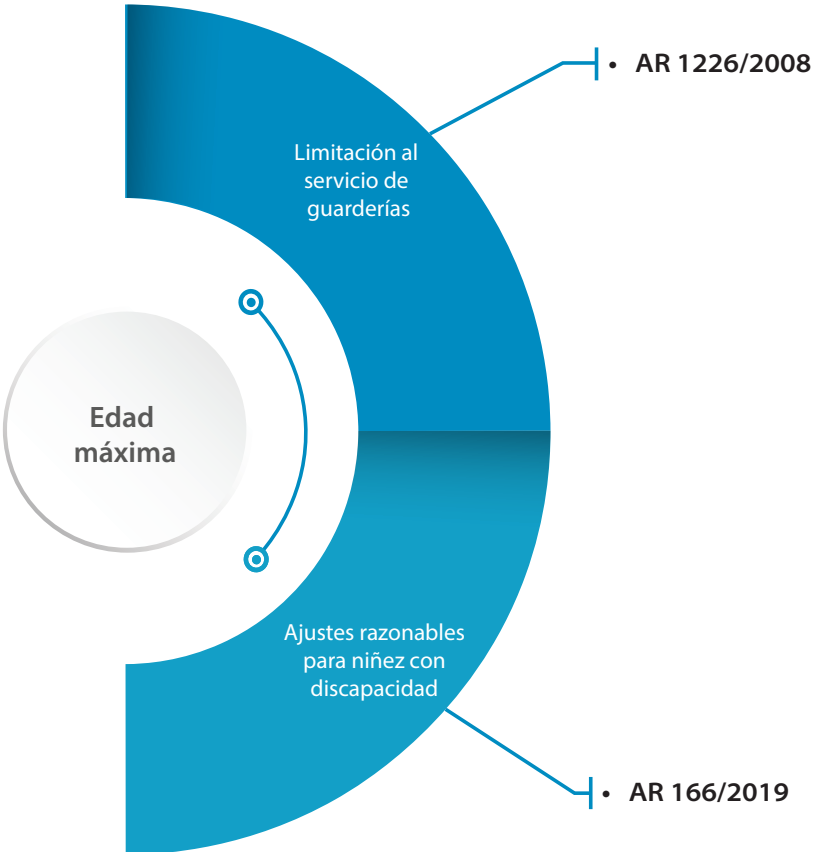 • AR 1226/2008
Limitación al
servicio de
guarderías
Edad
máxima
Ajustes razonables
para niñez con
discapacidad
• AR 166/2019